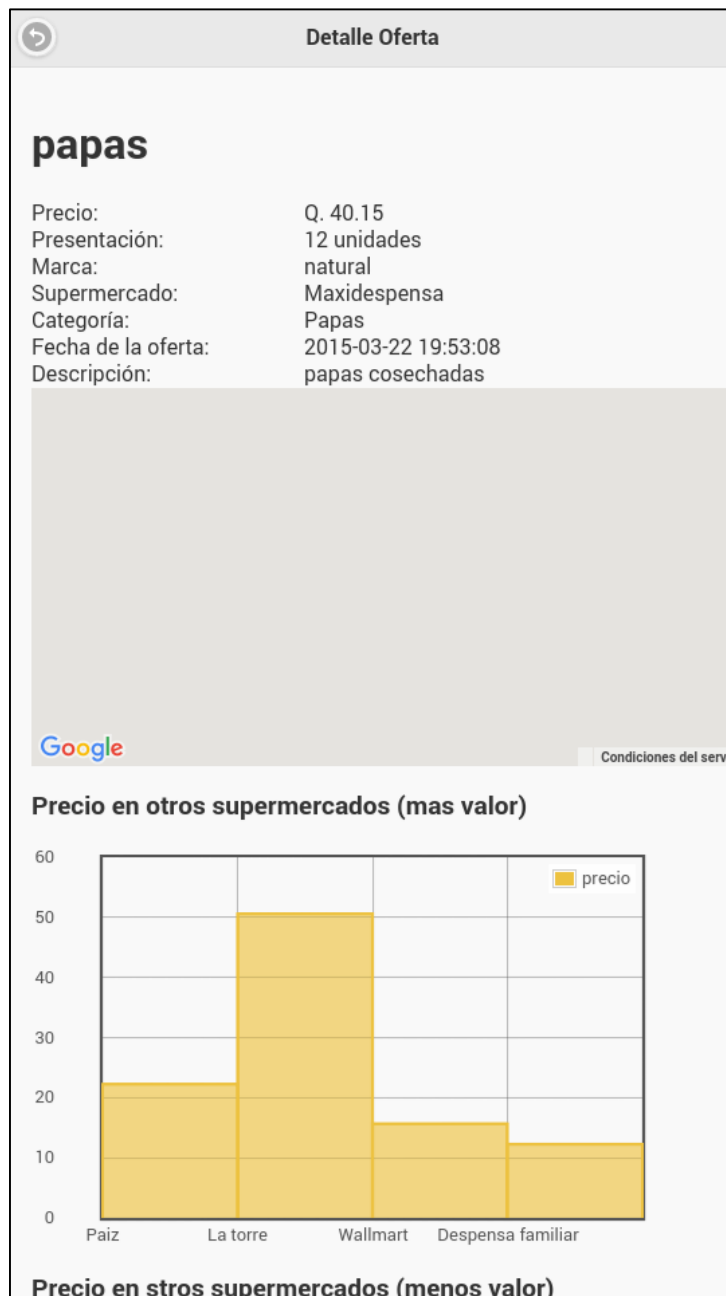 Detalle Oferta
papas
Precio: Q. 40.15
Presentación: 12 unidades
Marca: natural
Supermercado: Maxidespensa
Categoría: Papas
Fecha de la oferta: 2015-03-22 19:53:08
Descripción: papas cosechadas
Google
Condiciones del serv
Precio en otros supermercados (mas valor)
precio
60
50
40
30
20
10
0
Paiz La torre Wallmart Despensa familiar
Precio en stros supermercados (menos valor)